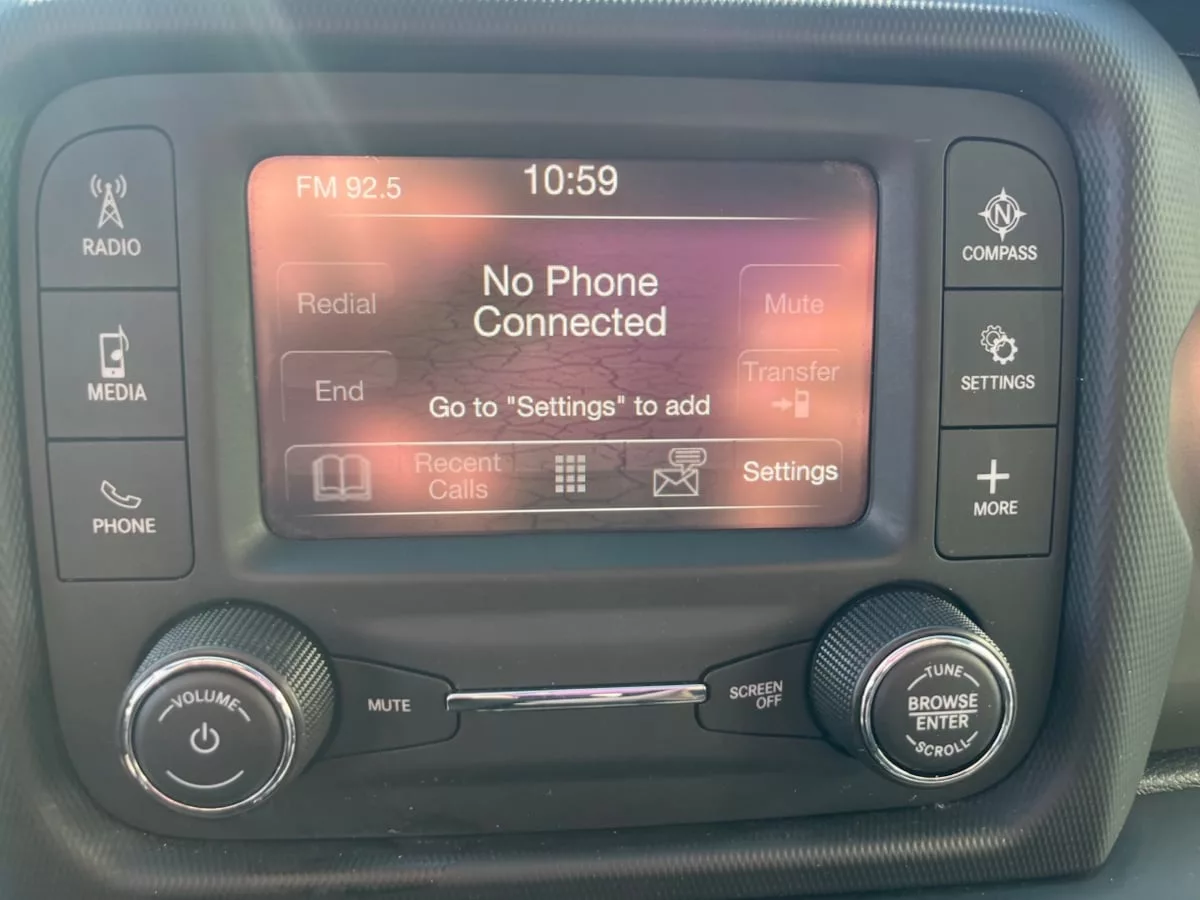 FM 92.5
10:59
No Phone
Connected
Redial
Mute
End
Transfer
Go to "Settings" to add
Recent
Calls
Settings
RADIO
MEDIA
PHONE
N
COMPASS
SETTINGS
MORE
VOLUME
MUTE
SCREEN
OFF
TUNE
BROWSE
ENTER
SCROLL